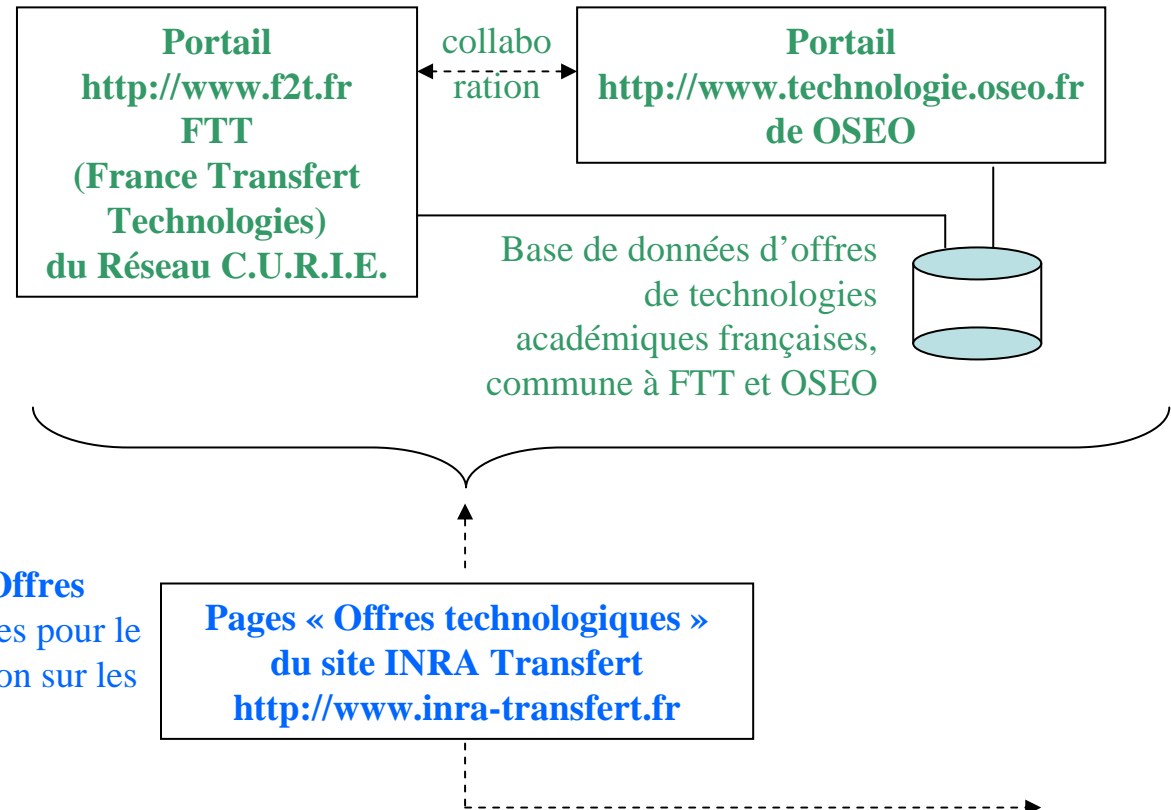 Portail
http://www.f2t.fr
FTT
(France Transfert
Technologies)
du Réseau C.U.R.I.E.
collabo
ration
Portail
http://www.technologie.oseo.fr
de OSEO
Base de données d’offres
de technologies
académiques françaises,
commune à FTT et OSEO
Offres
es pour le
on sur les
Pages « Offres technologiques »
du site INRA Transfert
http://www.inra-transfert.fr